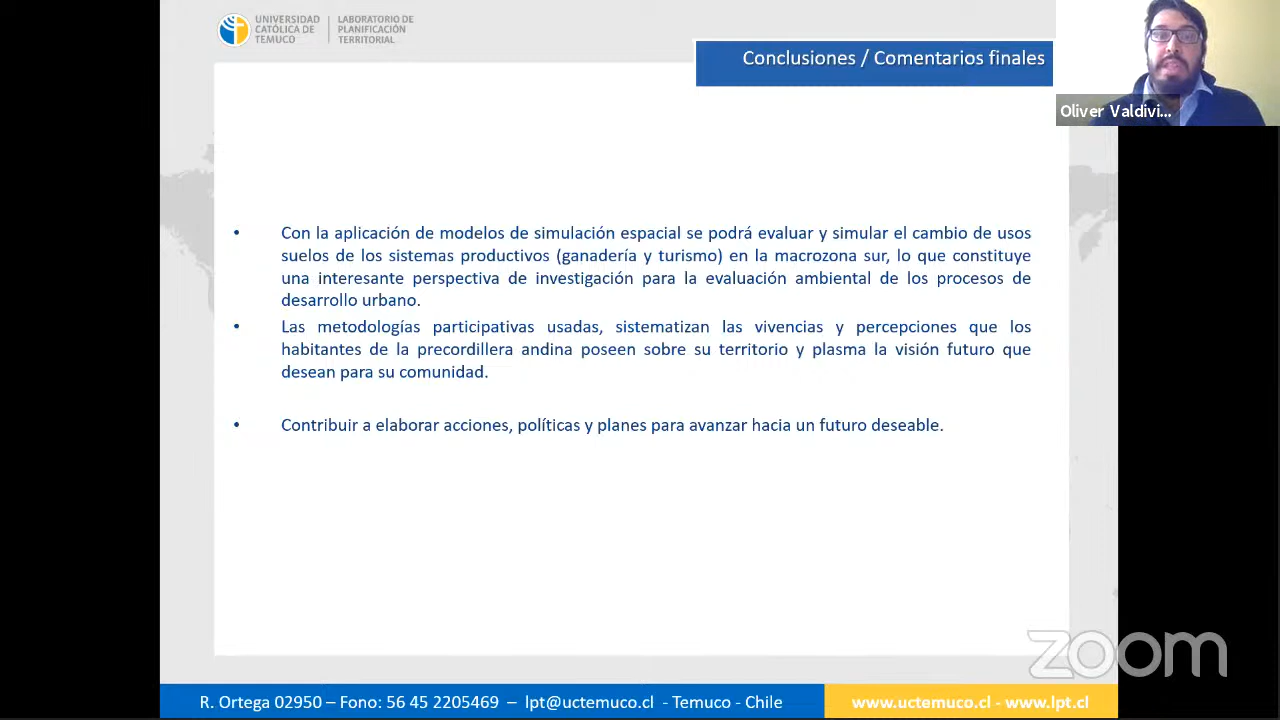 UNIVERSIDAD
CATÓLICA DE
TEMUCO
LABORATORIO DE
PLANIFICACIÓN
TERRITORIAL
Conclusiones / Comentarios finales
Oliver Valdivi...
• Con la aplicación de modelos de simulación espacial se podrá evaluar y simular el cambio de usos
suelos de los sistemas productivos (ganadería y turismo) en la macrozona sur, lo que constituye
una interesante perspectiva de investigación para la evaluación ambiental de los procesos de
desarrollo urbano.
• Las metodologías participativas usadas, sistematizan las vivencias y percepciones que los
habitantes de la precordillera andina poseen sobre su territorio y plasma la visión futuro que
desean para su comunidad.
• Contribuir a elaborar acciones, políticas y planes para avanzar hacia un futuro deseable.
zoom
R. Ortega 02950 – Fono: 56 45 2205469 – lpt@uctemuco.cl - Temuco - Chile
www.uctemuco.cl - www.lpt.cl